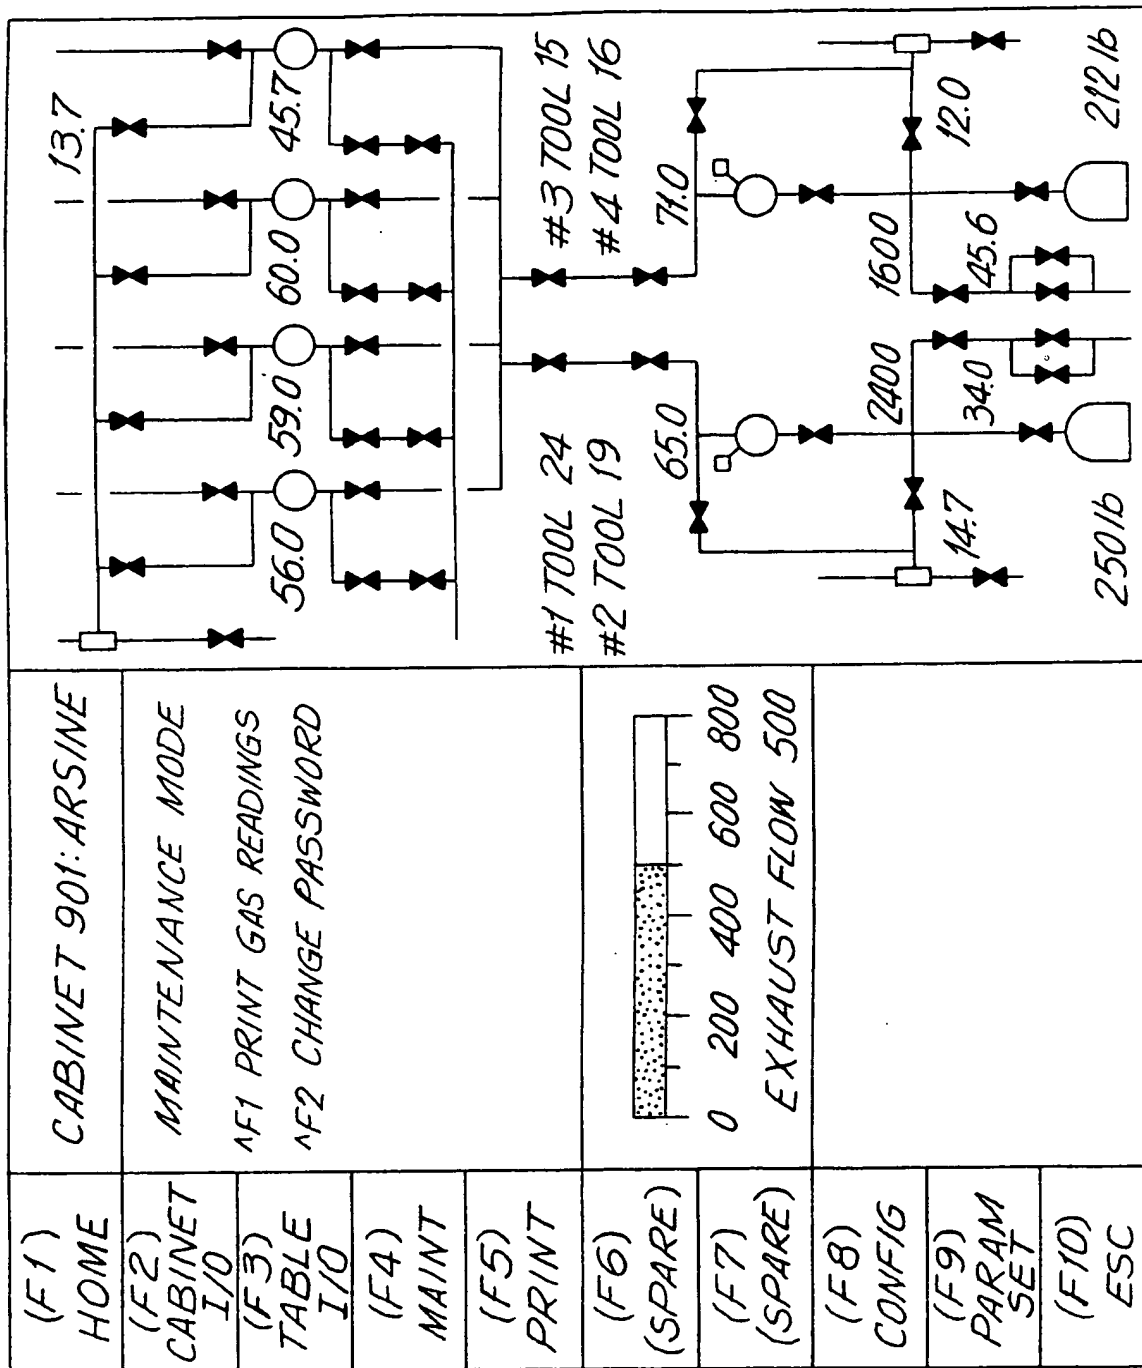 (F1)
HOME
(F2)
CABINET
I/O
(F3)
TABLE
I/O
(F4)
MAINT
(F5)
PRINT
(F6)
(SPARE)
(F7)
(SPARE)
(F8)
CONFIG
(F9)
PARAM
SET
(F10)
ESC
CABINET 901: ARSINE
MAINTENANCE MODE
^F1 PRINT GAS READINGS
^F2 CHANGE PASSWORD
0 200 400 600 800
EXHAUST FLOW 500
13.7
56.0 59.0 60.0 45.7
#1 TOOL 24
#2 TOOL 19
#3 TOOL 15
#4 TOOL 16
65.0 71.0
2400 1600
14.7 34.0 45.6 12.0
250 lb 212 lb